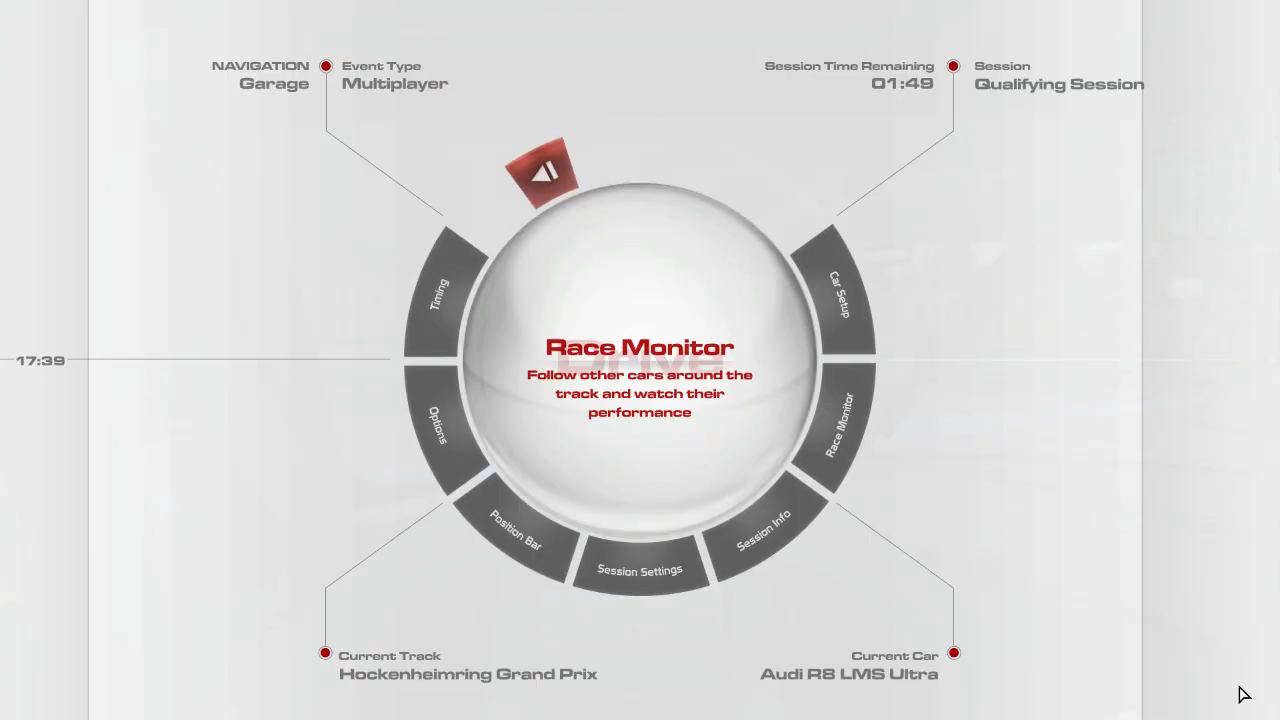 NAVIGATION
Garage
Event Type
Multiplayer
Session Time Remaining
01:49
Session
Qualifying Session
Timing
Car Setup
17:39
Drive
Race Monitor
Follow other cars around the
track and watch their
performance
Options
Race Monitor
Position Bar
Session Info
Session Settings
Current Track
Hockenheimring Grand Prix
Current Car
Audi R8 LMS Ultra